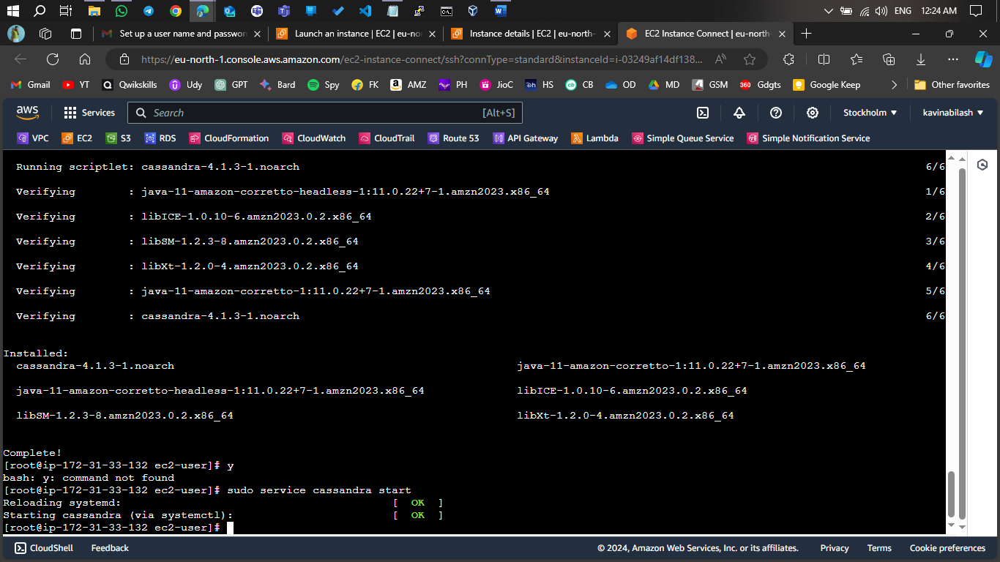 ENG 12:24 AM
Set up a user name and passwor
Launch an instance | EC2 | eu-nor
Instance details | EC2 | eu-north-
EC2 Instance Connect | eu-north-
https://eu-north-1.console.aws.amazon.com/ec2-instance-connect/ssh?connType=standard&instanceId=i-03249af14df138...
Gmail YT Qwikskills Udy GPT Bard Spy FK AMZ PH JioC HS CB OD MD GSM Gdgts Google Keep Other favorites
aws Services Search [Alt+S] Stockholm kavinabilash
VPC EC2 S3 RDS CloudFormation CloudWatch CloudTrail Route 53 API Gateway Lambda Simple Queue Service Simple Notification Service
Running scriptlet: cassandra-4.1.3-1.noarch 6/6
Verifying : java-11-amazon-corretto-headless-1:11.0.22+7-1.amzn2023.x86_64 1/6
Verifying : libICE-1.0.10-6.amzn2023.0.2.x86_64 2/6
Verifying : libSM-1.2.3-8.amzn2023.0.2.x86_64 3/6
Verifying : libXt-1.2.0-4.amzn2023.0.2.x86_64 4/6
Verifying : java-11-amazon-corretto-1:11.0.22+7-1.amzn2023.x86_64 5/6
Verifying : cassandra-4.1.3-1.noarch 6/6
Installed:
cassandra-4.1.3-1.noarch java-11-amazon-corretto-1:11.0.22+7-1.amzn2023.x86_64
java-11-amazon-corretto-headless-1:11.0.22+7-1.amzn2023.x86_64 libICE-1.0.10-6.amzn2023.0.2.x86_64
libSM-1.2.3-8.amzn2023.0.2.x86_64 libXt-1.2.0-4.amzn2023.0.2.x86_64
Complete!
[root@ip-172-31-33-132 ec2-user]# y
bash: y: command not found
[root@ip-172-31-33-132 ec2-user]# sudo service cassandra start
Reloading systemd: [ OK ]
Starting cassandra (via systemctl): [ OK ]
[root@ip-172-31-33-132 ec2-user]#
CloudShell Feedback © 2024, Amazon Web Services, Inc. or its affiliates. Privacy Terms Cookie preferences